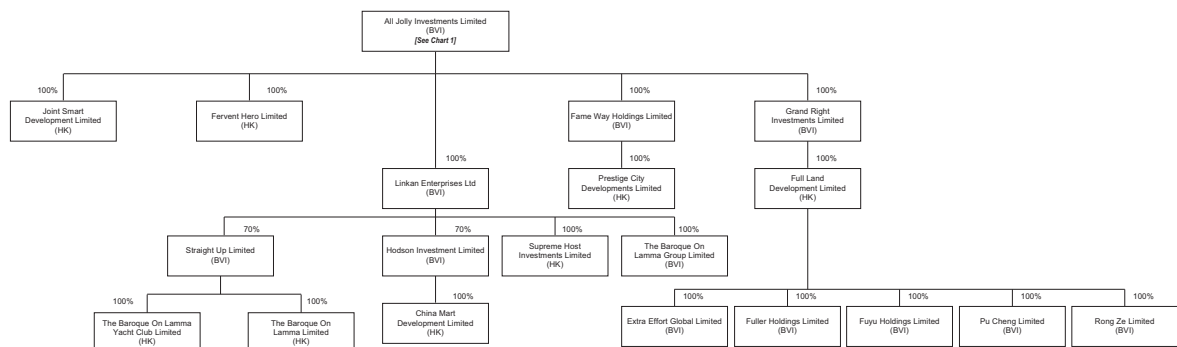 All Jolly Investments Limited
(BVI)
[See Chart 1]
100%
100%
100%
100%
Joint Smart
Development Limited
(HK)
Fervent Hero Limited
(HK)
Fame Way Holdings Limited
(BVI)
Grand Right
Investments Limited
(BVI)
100%
100%
100%
Linkan Enterprises Ltd
(BVI)
Prestige City
Developments Limited
(HK)
Full Land
Development Limited
(HK)
70%
70%
100%
100%
Straight Up Limited
(BVI)
Hodson Investment Limited
(BVI)
Supreme Host
Investments Limited
(HK)
The Baroque On
Lamma Group Limited
(BVI)
100%
100%
100%
100%
100%
100%
100%
100%
The Baroque On Lamma
Yacht Club Limited
(HK)
The Baroque On
Lamma Limited
(HK)
China Mart
Development Limited
(HK)
Extra Effort Global Limited
(BVI)
Fuller Holdings Limited
(BVI)
Fuyu Holdings Limited
(BVI)
Pu Cheng Limited
(BVI)
Rong Ze Limited
(BVI)